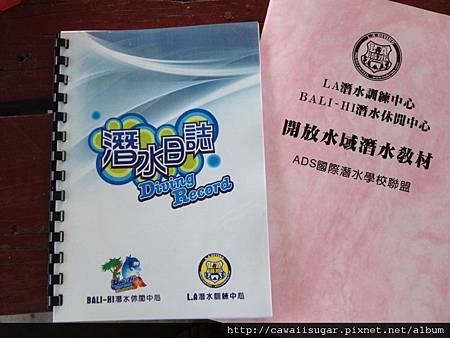 潛水日誌
Diving
Record
BALI-HI潛水休閒中心
L.A潛水訓練中心
LA潛水訓練中心
BALI-HI潛水休閒中心
開放水域潛水教材
ADS國際潛水學校聯盟
http://cawaiisugar.pixnet.net/album